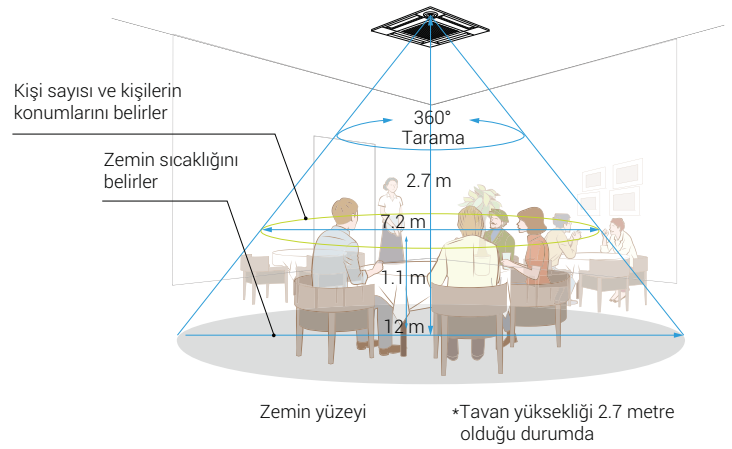 Kişi sayısı ve kişilerin
konumlarını belirler
Zemin sıcaklığını
belirler
360°
Tarama
2.7 m
7.2 m
1.1 m
12 m
Zemin yüzeyi
*Tavan yüksekliği 2.7 metre
olduğu durumda